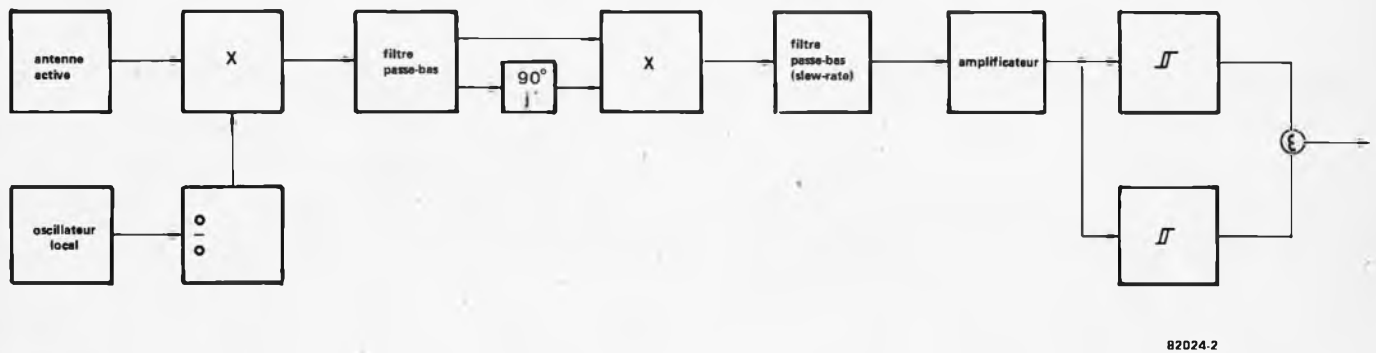 antenne
active
X
filtre
passe-bas
90°
j
X
filtre
passe-bas
(slew-rate)
amplificateur
oscillateur
local
Σ
82024-2